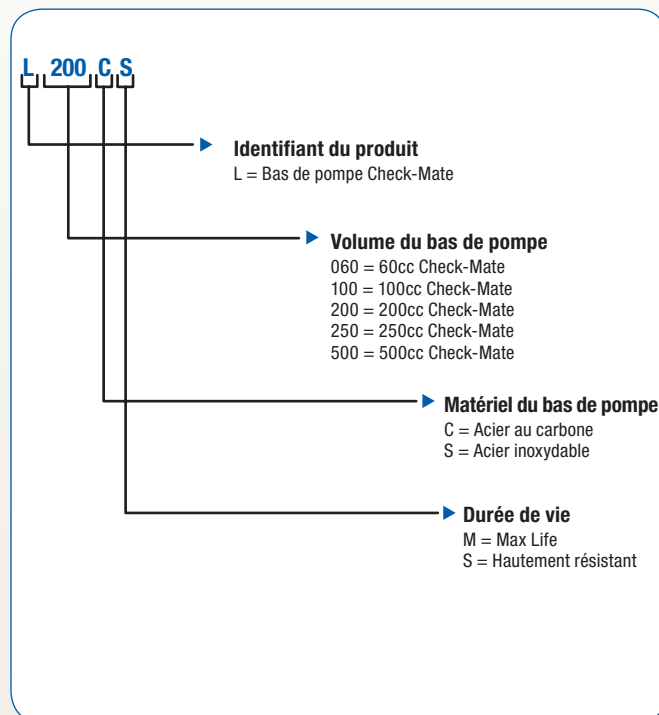 L 200 C S
Identifiant du produit
L = Bas de pompe Check-Mate
Volume du bas de pompe
060 = 60cc Check-Mate
100 = 100cc Check-Mate
200 = 200cc Check-Mate
250 = 250cc Check-Mate
500 = 500cc Check-Mate
Matériel du bas de pompe
C = Acier au carbone
S = Acier inoxydable
Durée de vie
M = Max Life
S = Hautement résistant